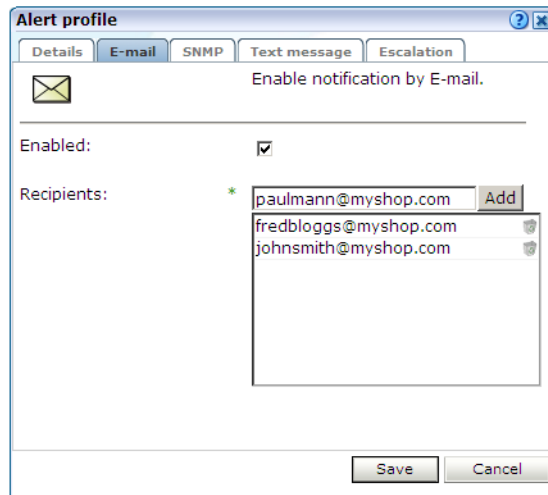 Alert profile
Details E-mail SNMP Text message Escalation
Enable notification by E-mail.
Enabled:
Recipients: * paulmann@myshop.com Add
fredbloggs@myshop.com
johnsmith@myshop.com
Save Cancel